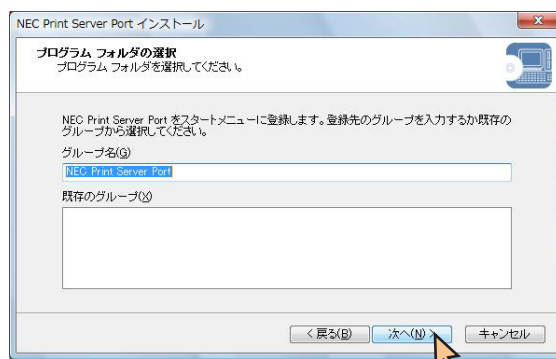 NEC Print Server Port インストール
プログラム フォルダの選択
プログラム フォルダを選択してください。
NEC Print Server Port をスタートメニューに登録します。登録先のグループを入力するか既存の
グループから選択してください。
グループ名(G)
NEC Print Server Port
既存のグループ(X)
< 戻る(B) 次へ(N) > キャンセル